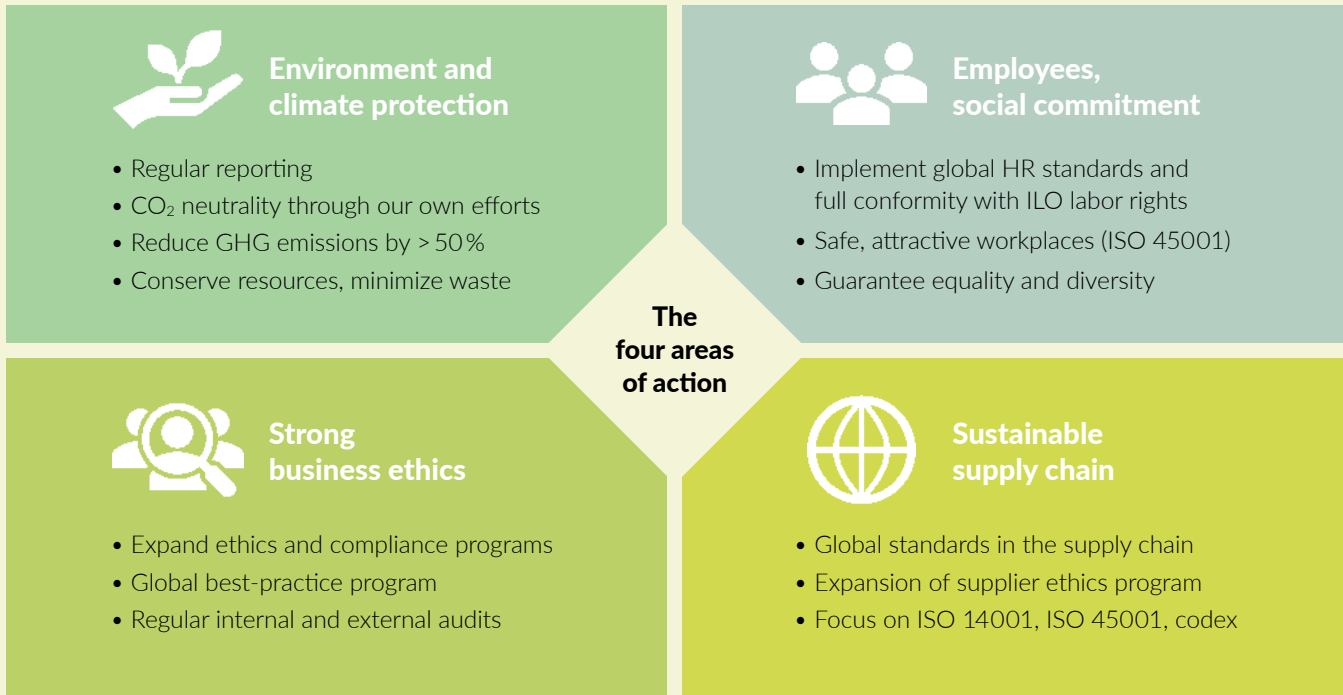 Environment and
climate protection
• Regular reporting
• CO₂ neutrality through our own efforts
• Reduce GHG emissions by > 50 %
• Conserve resources, minimize waste
Employees,
social commitment
• Implement global HR standards and
full conformity with ILO labor rights
• Safe, attractive workplaces (ISO 45001)
• Guarantee equality and diversity
The
four areas
of action
Strong
business ethics
• Expand ethics and compliance programs
• Global best-practice program
• Regular internal and external audits
Sustainable
supply chain
• Global standards in the supply chain
• Expansion of supplier ethics program
• Focus on ISO 14001, ISO 45001, codex